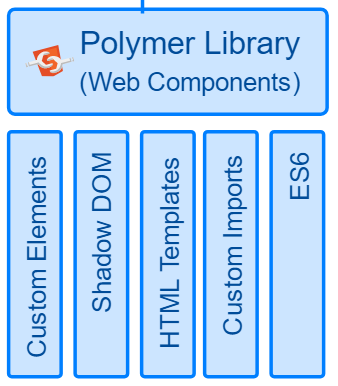 Polymer Library
(Web Components)
Custom Elements
Shadow DOM
HTML Templates
Custom Imports
ES6